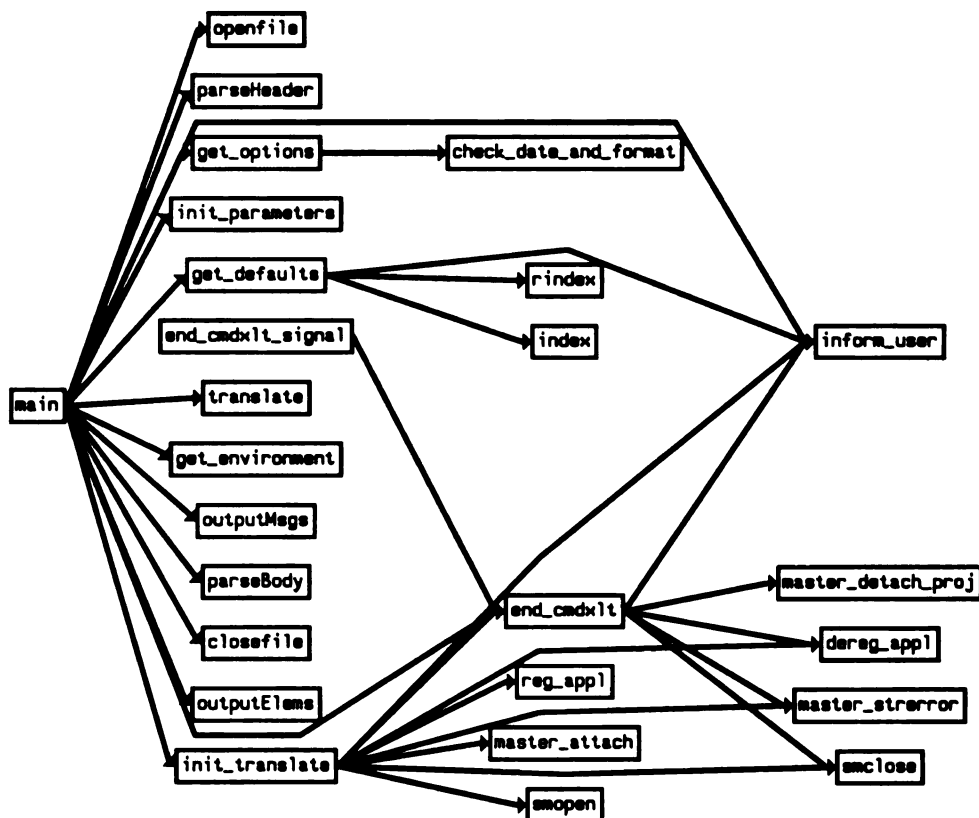 openfile
parseHeader
get_options
check_date_and_format
init_parameters
get_defaults
rindex
end_cmdxlt_signal
index
inform_user
main
translate
get_environment
outputMsgs
parseBody
master_detach_proj
end_cmdxlt
closefile
dereg_appl
reg_appl
outputElems
master_strerror
master_attach
init_translate
smclose
smopen